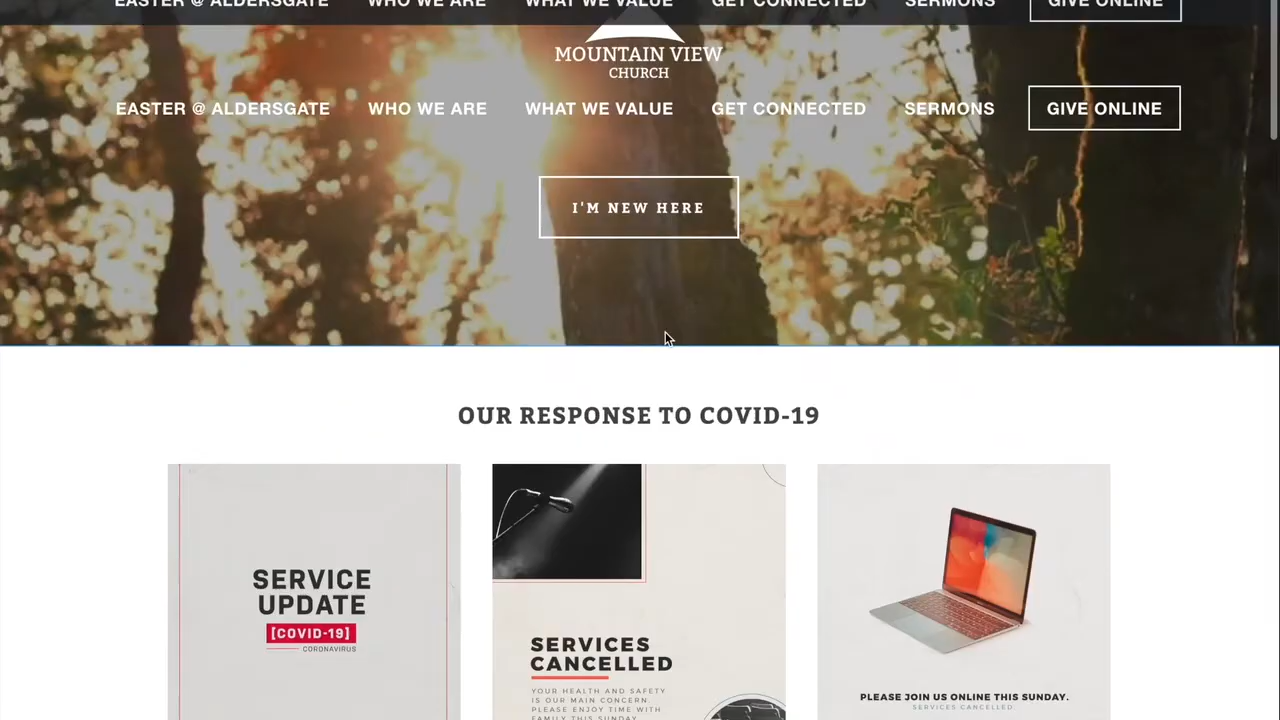 EASTER @ ALDERSGATE WHO WE ARE WHAT WE VALUE GET CONNECTED SERMONS GIVE ONLINE
MOUNTAIN VIEW
CHURCH
EASTER @ ALDERSGATE WHO WE ARE WHAT WE VALUE GET CONNECTED SERMONS GIVE ONLINE
I'M NEW HERE
OUR RESPONSE TO COVID-19
SERVICE
UPDATE
[COVID-19]
CORONAVIRUS
SERVICES
CANCELLED
YOUR HEALTH AND SAFETY
IS OUR MAIN CONCERN.
PLEASE ENJOY TIME WITH
FAMILY THIS SUNDAY
PLEASE JOIN US ONLINE THIS SUNDAY.
SERVICES CANCELLED